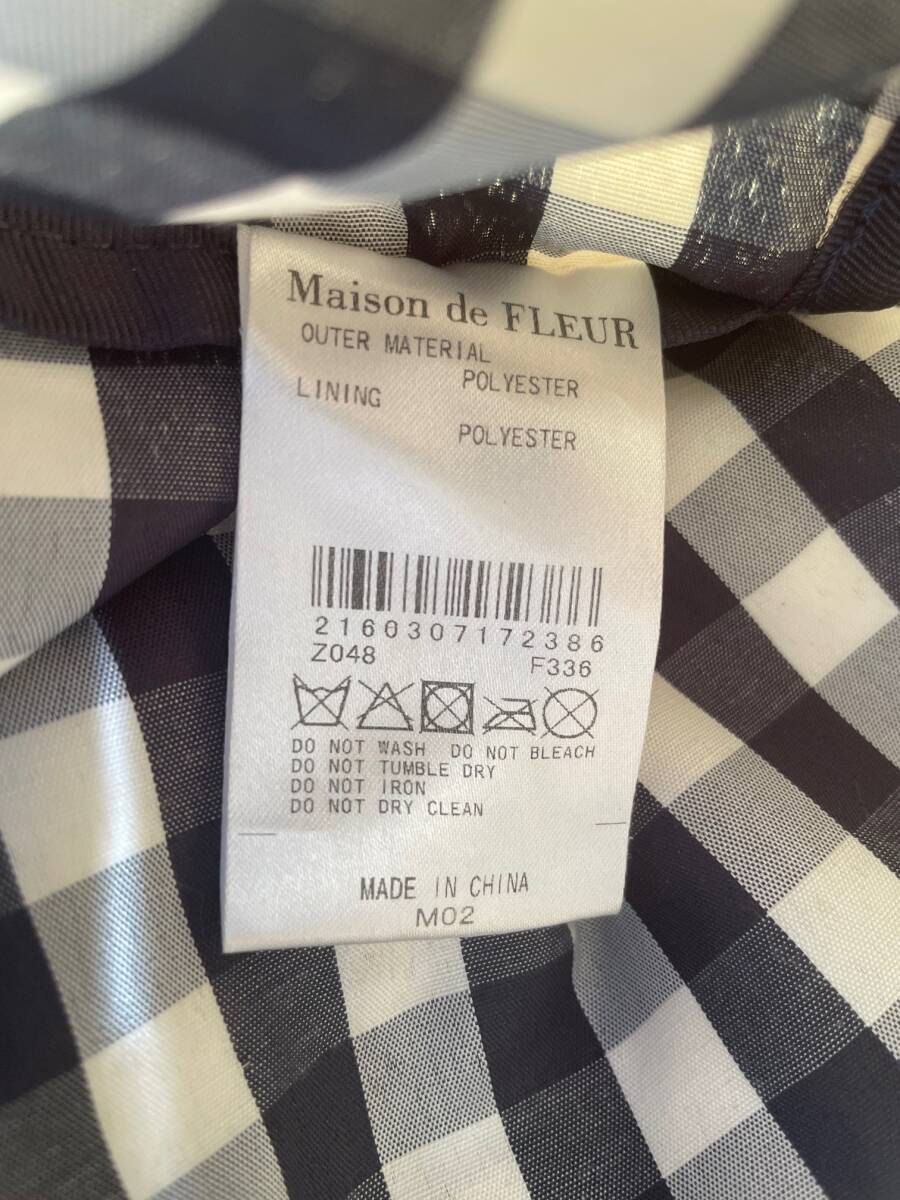 Maison de FLEUR
OUTER MATERIAL
POLYESTER
LINING
POLYESTER
2160307172386
Z048 F336
DO NOT WASH DO NOT BLEACH
DO NOT TUMBLE DRY
DO NOT IRON
DO NOT DRY CLEAN
MADE IN CHINA
M02